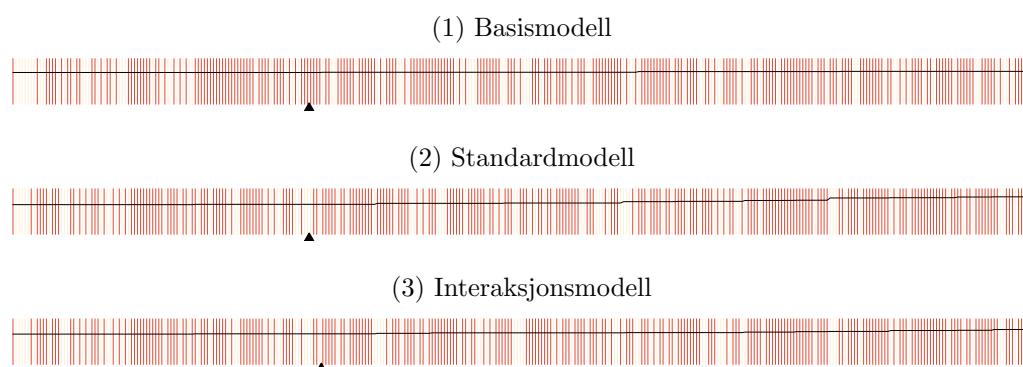 (1) Basismodell
(2) Standardmodell
(3) Interaksjonsmodell